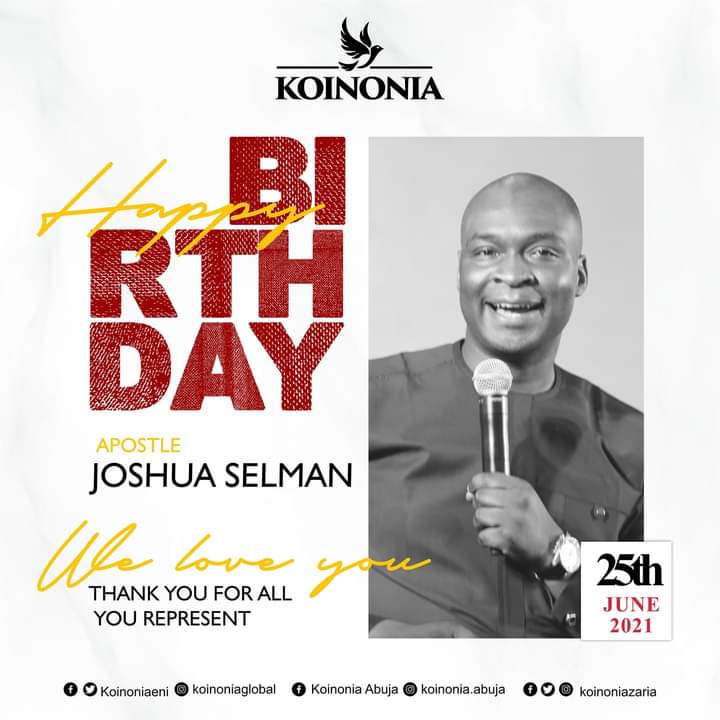 KOINONIA
Happy
BI
RTH
DAY
APOSTLE
JOSHUA SELMAN
We love you
THANK YOU FOR ALL
YOU REPRESENT
25th
JUNE
2021
Koinoniaeni koinoniaglobal Koinonia Abuja koinonia.abuja koinoniazaria